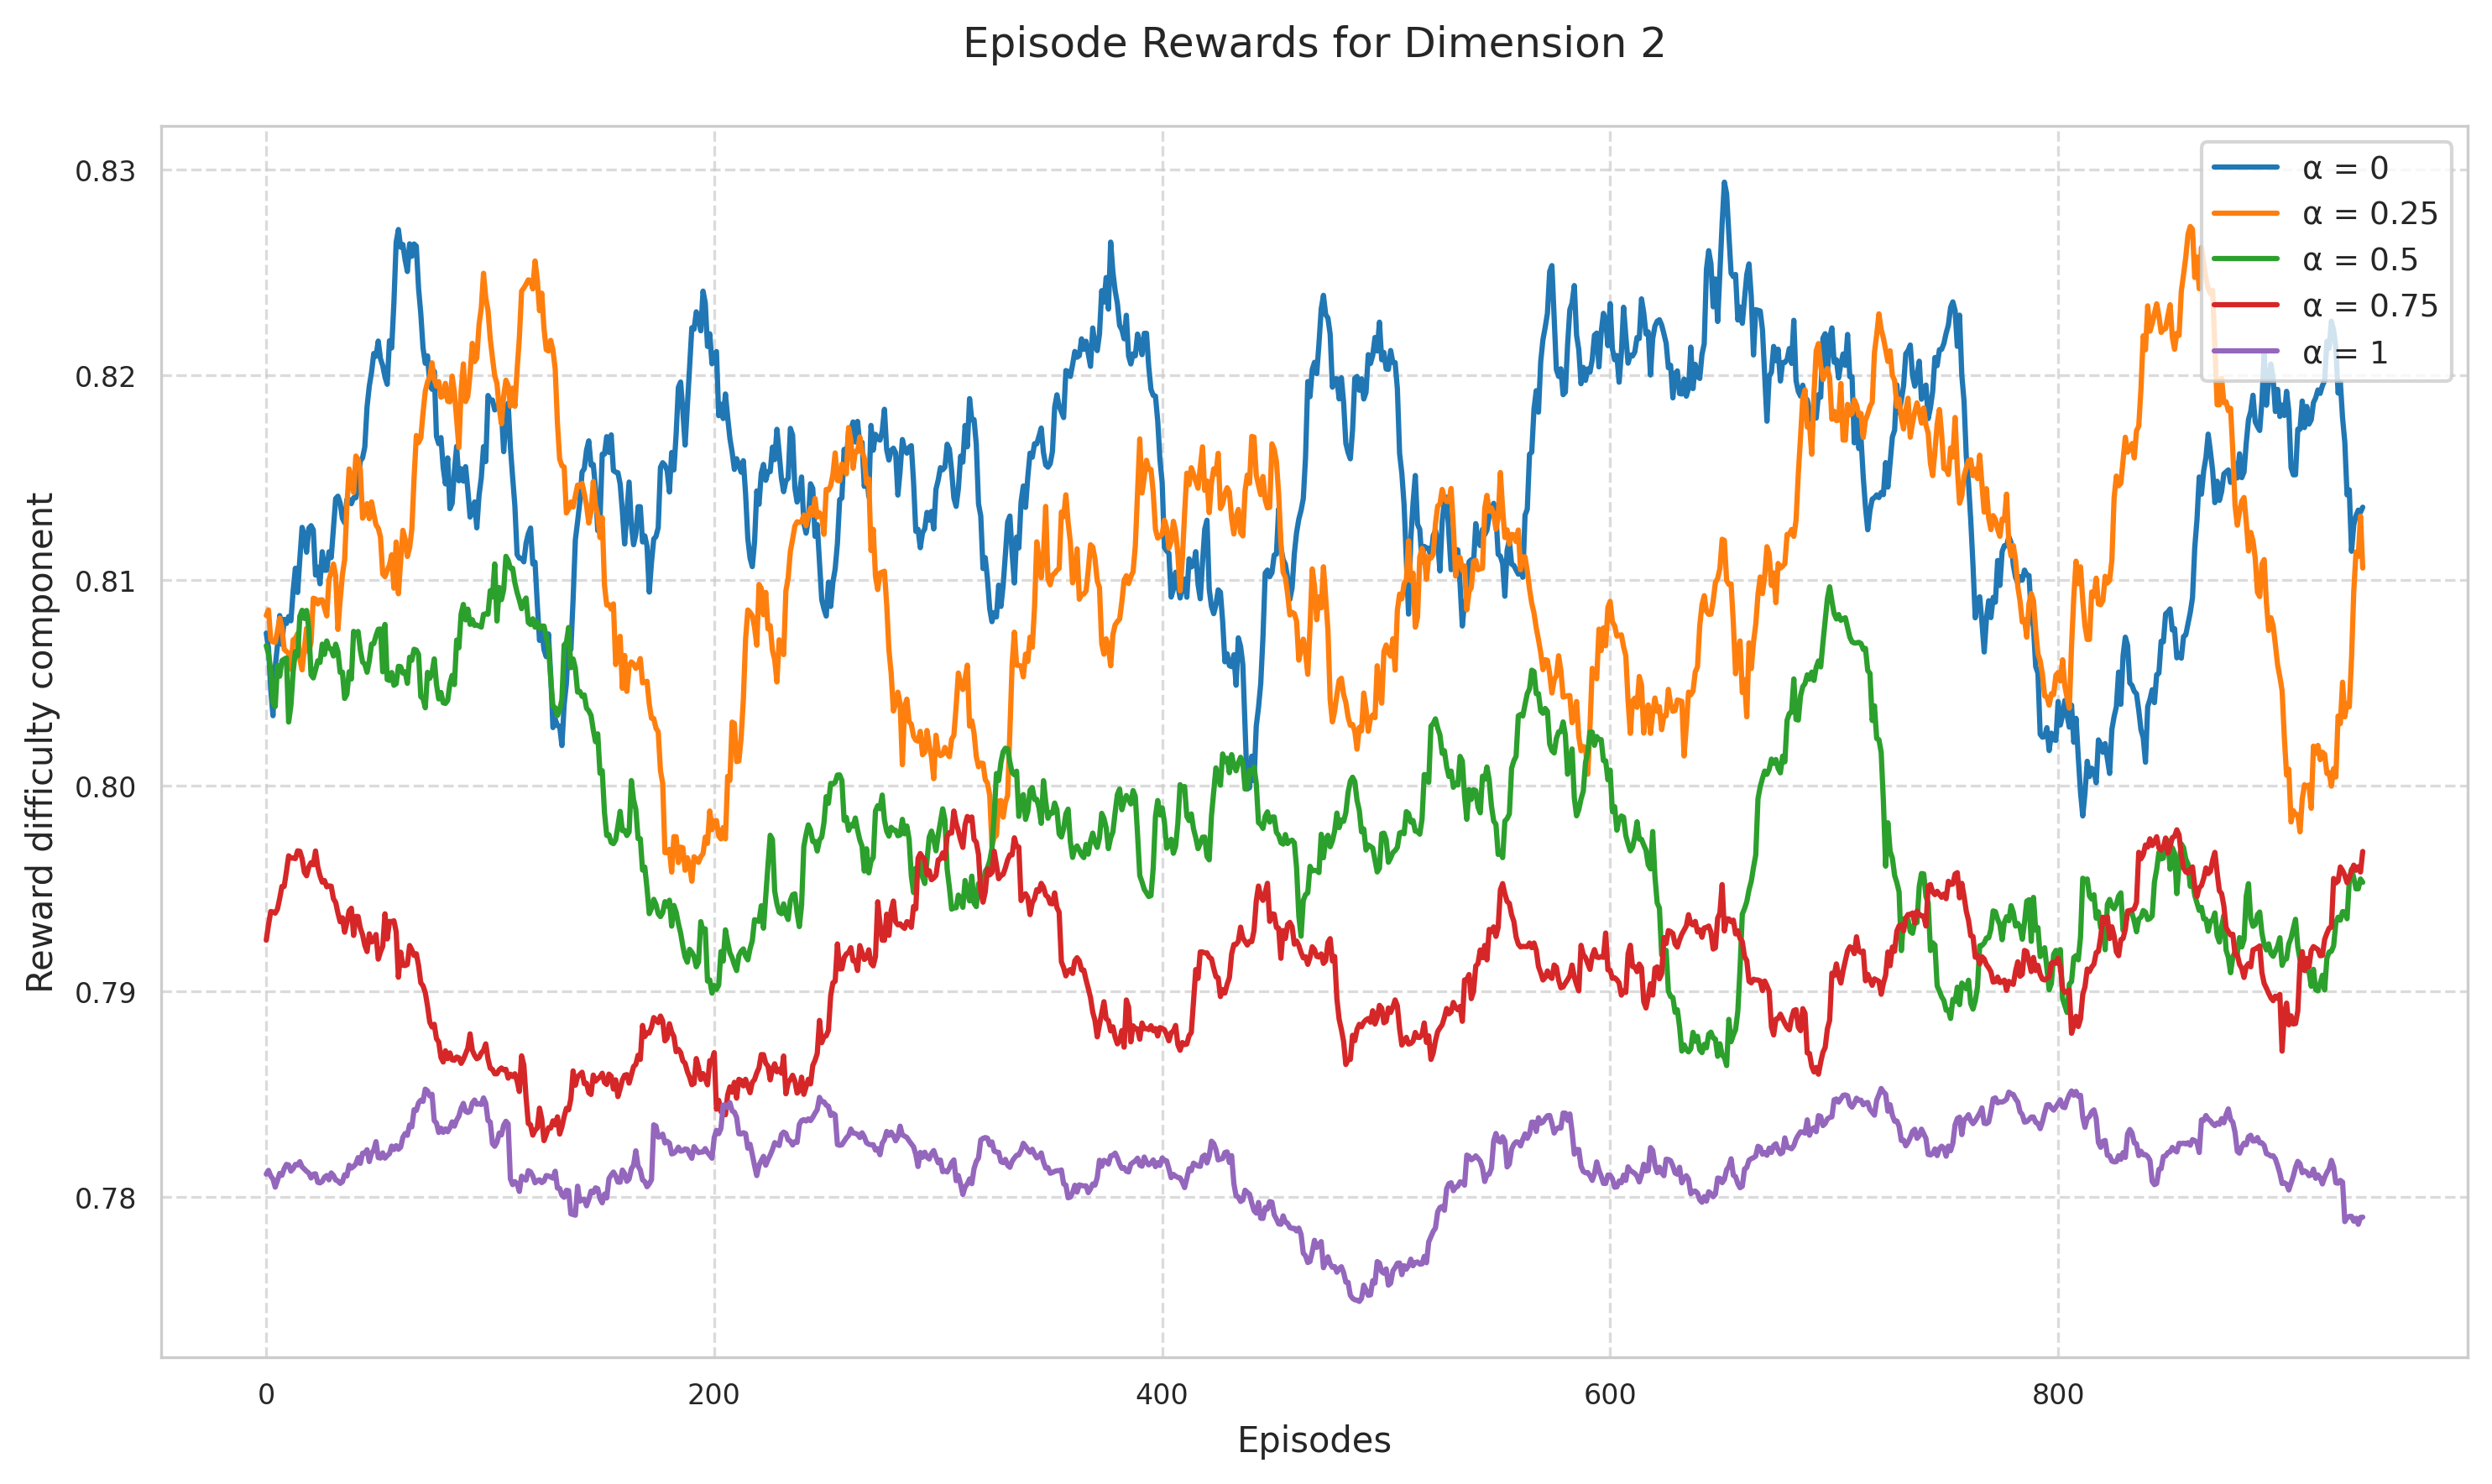 Episode Rewards for Dimension 2
Reward difficulty component
0.83
0.82
0.81
0.80
0.79
0.78
α = 0
α = 0.25
α = 0.5
α = 0.75
α = 1
0
200
400
600
800
Episodes